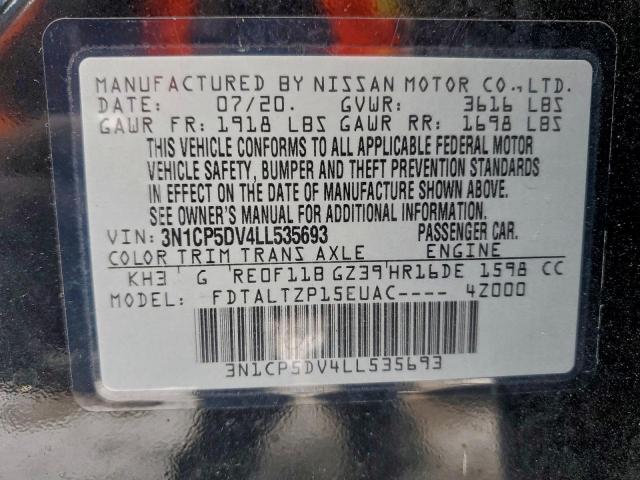 MANUFACTURED BY NISSAN MOTOR CO.,LTD.
DATE: 07/20. GVWR: 3616 LBS
GAWR FR: 1918 LBS GAWR RR: 1698 LBS
THIS VEHICLE CONFORMS TO ALL APPLICABLE FEDERAL MOTOR
VEHICLE SAFETY, BUMPER AND THEFT PREVENTION STANDARDS
IN EFFECT ON THE DATE OF MANUFACTURE SHOWN ABOVE.
SEE OWNER'S MANUAL FOR ADDITIONAL INFORMATION.
VIN: 3N1CP5DV4LL535693 PASSENGER CAR.
COLOR TRIM TRANS AXLE ENGINE
KH3 G RE0F11B GZ39 HR16DE 1598 CC
MODEL: FDTALTZP15EUAC---- 4Z000
3N1CP5DV4LL535693